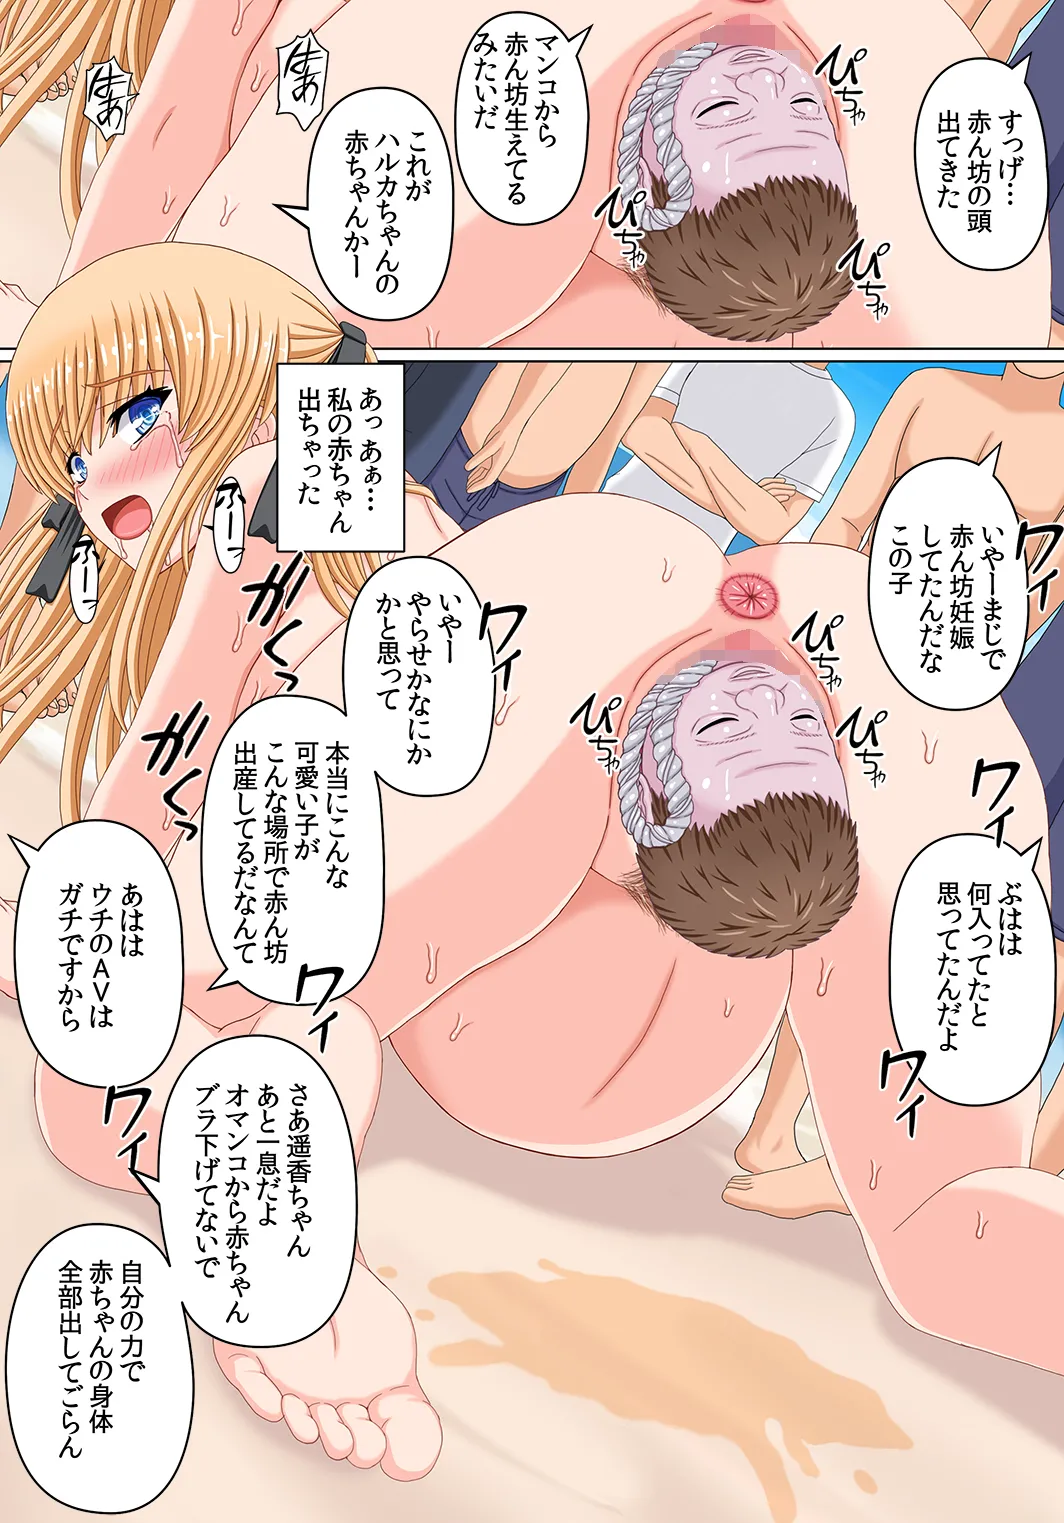 すっげ…
赤ん坊の頭
出てきた
マンコから
赤ん坊生えてる
みたいだ
これが
ハルカちゃんの
赤ちゃんかー
はぁ
はぁ
ぴちゃ
ぴちゃ
ぴちゃ
いやーまじで
赤ん坊妊娠
してたんだな
この子
あっ あぁ…
私の赤ちゃん
出ちゃった
いやー
やらせかなにか
かと思って
本当にこんな
可愛い子が
こんな場所で赤ん坊
出産してるだなんて
ぶはは
何入ってたと
思ってたんだよ
あはは
ウチのAVは
ガチですから
さあ遥香ちゃん
あと一息だよ
オマンコから赤ちゃん
ブラ下げてないで
自分の力で
赤ちゃんの身体
全部出してごらん
ふーっ
ふーっ
がくっ
がくっ
ぴちゃ
ぴちゃ
ぴちゃ
ワイ
ワイ
ワイ
ワイ
ワイ
ワイ